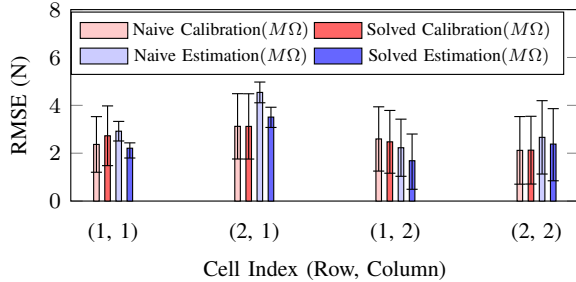 8
6
4
2
0
RMSE (N)
Naive Calibration(MΩ) Solved Calibration(MΩ)
Naive Estimation(MΩ) Solved Estimation(MΩ)
(1, 1) (2, 1) (1, 2) (2, 2)
Cell Index (Row, Column)